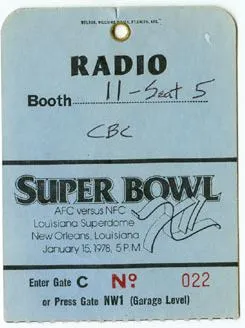 RADIO
Booth 11-Seat 5
CBC
SUPER BOWL XII
AFC versus NFC
Louisiana Superdome
New Orleans, Louisiana
January 15, 1978, 5 P.M.
Enter Gate C No. 022
or Press Gate NW1 (Garage Level)